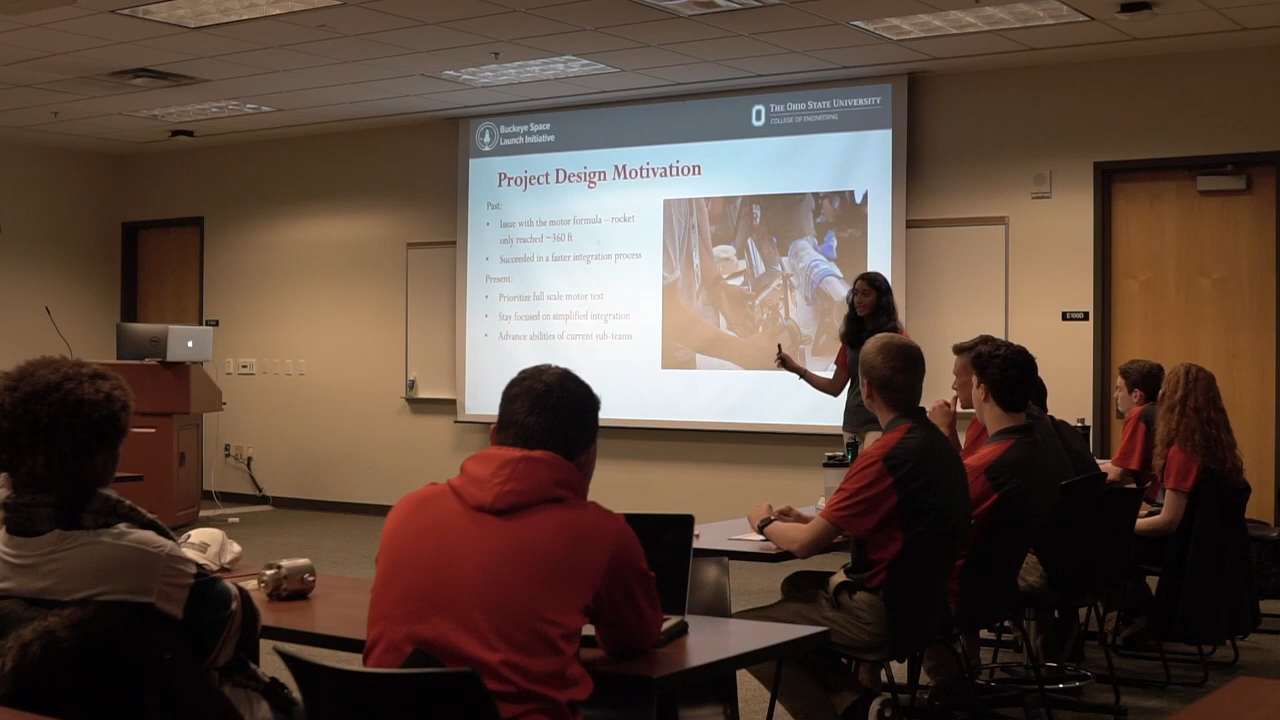 Buckeye Space
Launch Initiative
THE OHIO STATE UNIVERSITY
COLLEGE OF ENGINEERING
Project Design Motivation
Past:
• Issue with the motor formula – rocket
only reached ~360 ft
• Succeeded in a faster integration process
Present:
• Prioritize full scale motor test
• Stay focused on simplified integration
• Advance abilities of current sub-teams